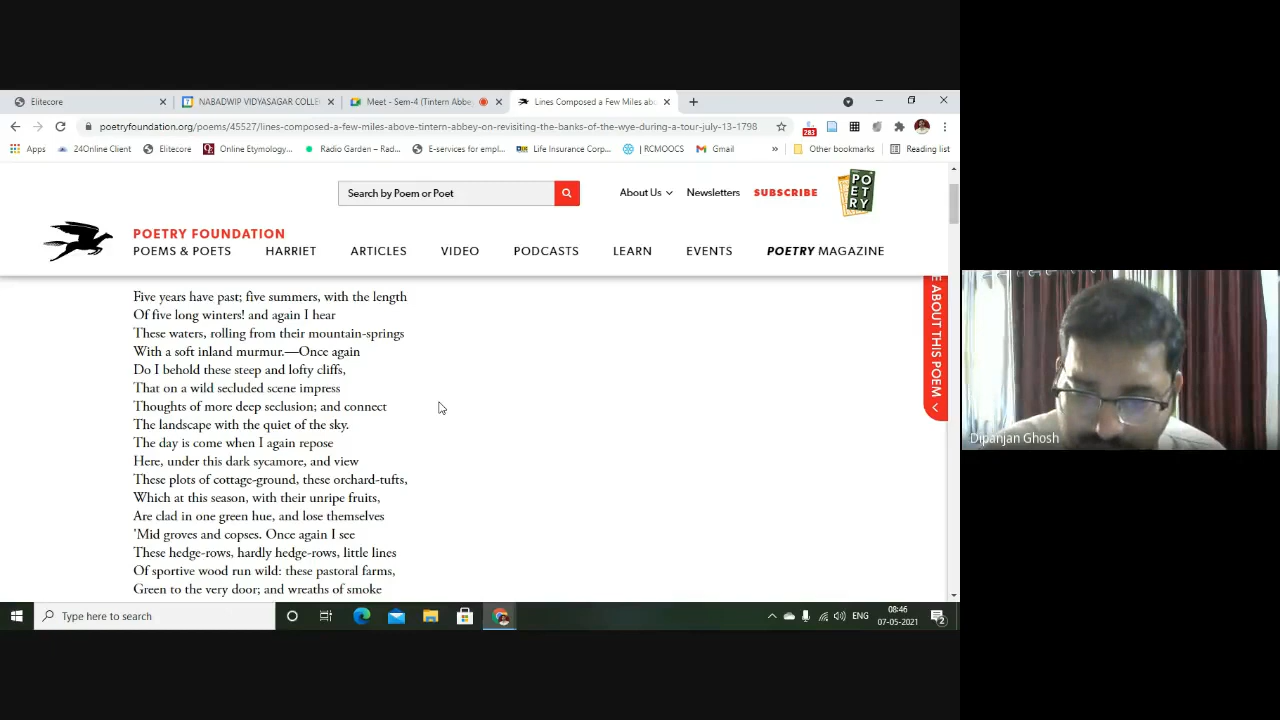 Elitecore
NABADWIP VIDYASAGAR COLLE
Meet - Sem-4 (Tintern Abbe
Lines Composed a Few Miles abo
poetryfoundation.org/poems/45527/lines-composed-a-few-miles-above-tintern-abbey-on-revisiting-the-banks-of-the-wye-during-a-tour-july-13-1798
283
Apps
24Online Client
Elitecore
Online Etymology...
Radio Garden – Rad...
E-services for empl...
Life Insurance Corp...
| RCMOOCS
Gmail
»
Other bookmarks
Reading list
Search by Poem or Poet
About Us
Newsletters
SUBSCRIBE
POETRY
POETRY FOUNDATION
POEMS & POETS
HARRIET
ARTICLES
VIDEO
PODCASTS
LEARN
EVENTS
POETRY MAGAZINE
Five years have past; five summers, with the length
Of five long winters! and again I hear
These waters, rolling from their mountain-springs
With a soft inland murmur.—Once again
Do I behold these steep and lofty cliffs,
That on a wild secluded scene impress
Thoughts of more deep seclusion; and connect
The landscape with the quiet of the sky.
The day is come when I again repose
Here, under this dark sycamore, and view
These plots of cottage-ground, these orchard-tufts,
Which at this season, with their unripe fruits,
Are clad in one green hue, and lose themselves
'Mid groves and copses. Once again I see
These hedge-rows, hardly hedge-rows, little lines
Of sportive wood run wild: these pastoral farms,
Green to the very door; and wreaths of smoke
E ABOUT THIS POEM
Dipanjan Ghosh
Type here to search
ENG
08:46
07-05-2021
2